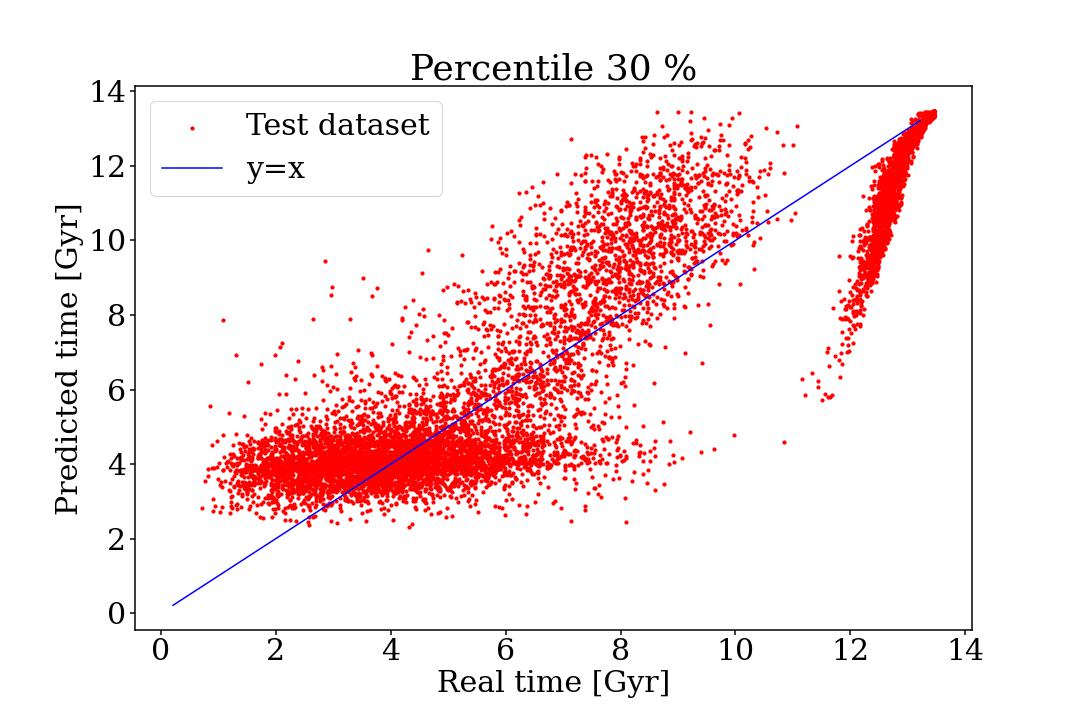 Percentile 30 %
Test dataset
y=x
Predicted time [Gyr]
14
12
10
8
6
4
2
0
0 2 4 6 8 10 12 14
Real time [Gyr]